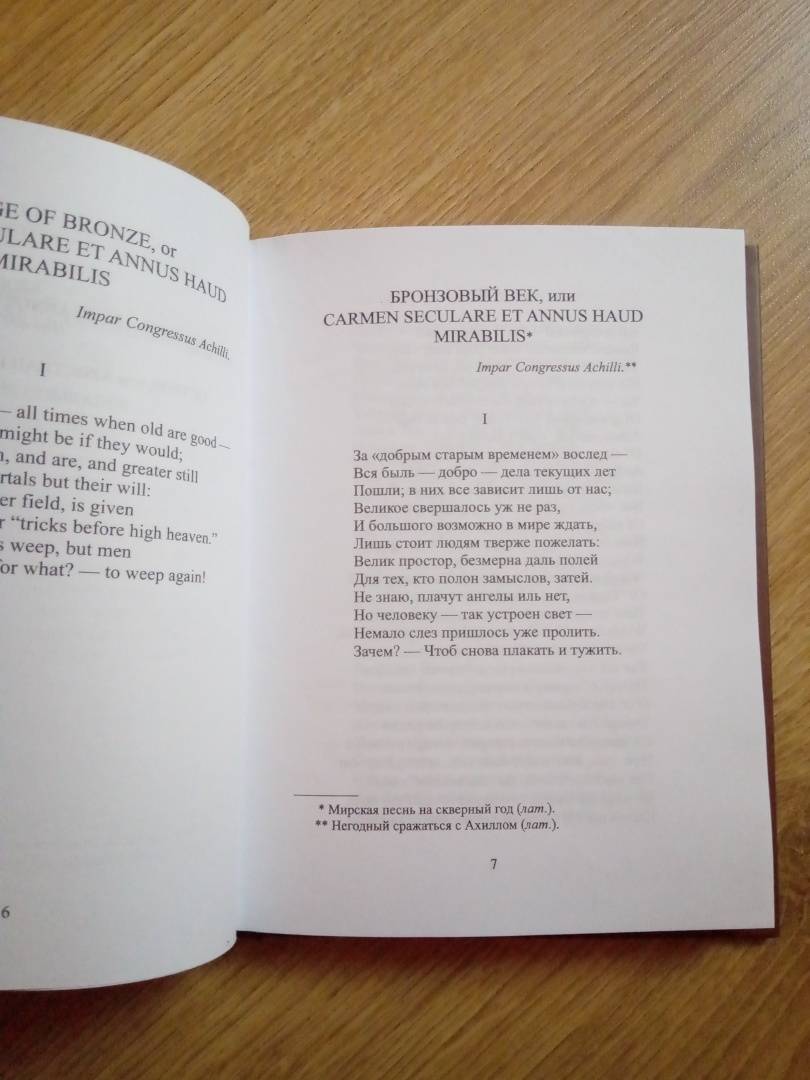 GE OF BRONZE, or
ULARE ET ANNUS HAUD
MIRABILIS
Impar Congressus Achilli.
I
— all times when old are good —
might be if they would;
, and are, and greater still
rtals but their will:
er field, is given
r “tricks before high heaven.”
s weep, but men
for what? — to weep again!
6
БРОНЗОВЫЙ ВЕК, или
CARMEN SECULARE ET ANNUS HAUD
MIRABILIS*
Impar Congressus Achilli.**
I
За «добрым старым временем» вослед —
Вся быль — добро — дела текущих лет
Пошли; в них все зависит лишь от нас;
Великое свершалось уж не раз,
И большого возможно в мире ждать,
Лишь стоит людям тверже пожелать:
Велик простор, безмерна даль полей
Для тех, кто полон замыслов, затей.
Не знаю, плачут ангелы иль нет,
Но человеку — так устроен свет —
Немало слез пришлось уже пролить.
Зачем? — Чтоб снова плакать и тужить.
* Мирская песнь на скверный год (лат.).
** Негодный сражаться с Ахиллом (лат.).
7